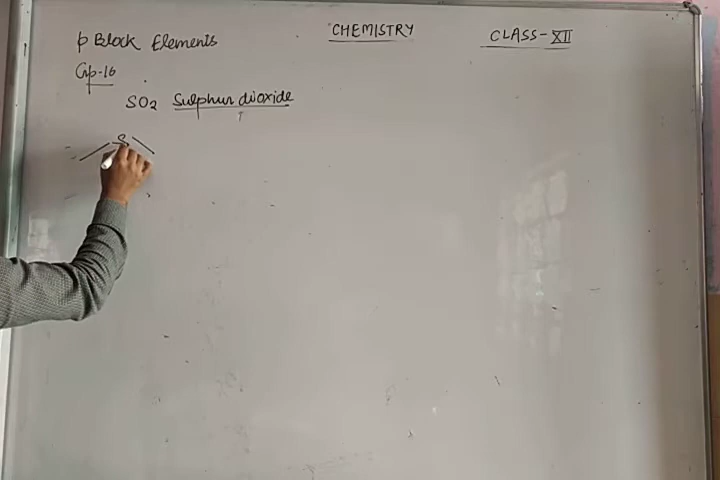 CHEMISTRY
CLASS-XII
p Block Elements
Gp-16
SO2 Sulphur dioxide
S